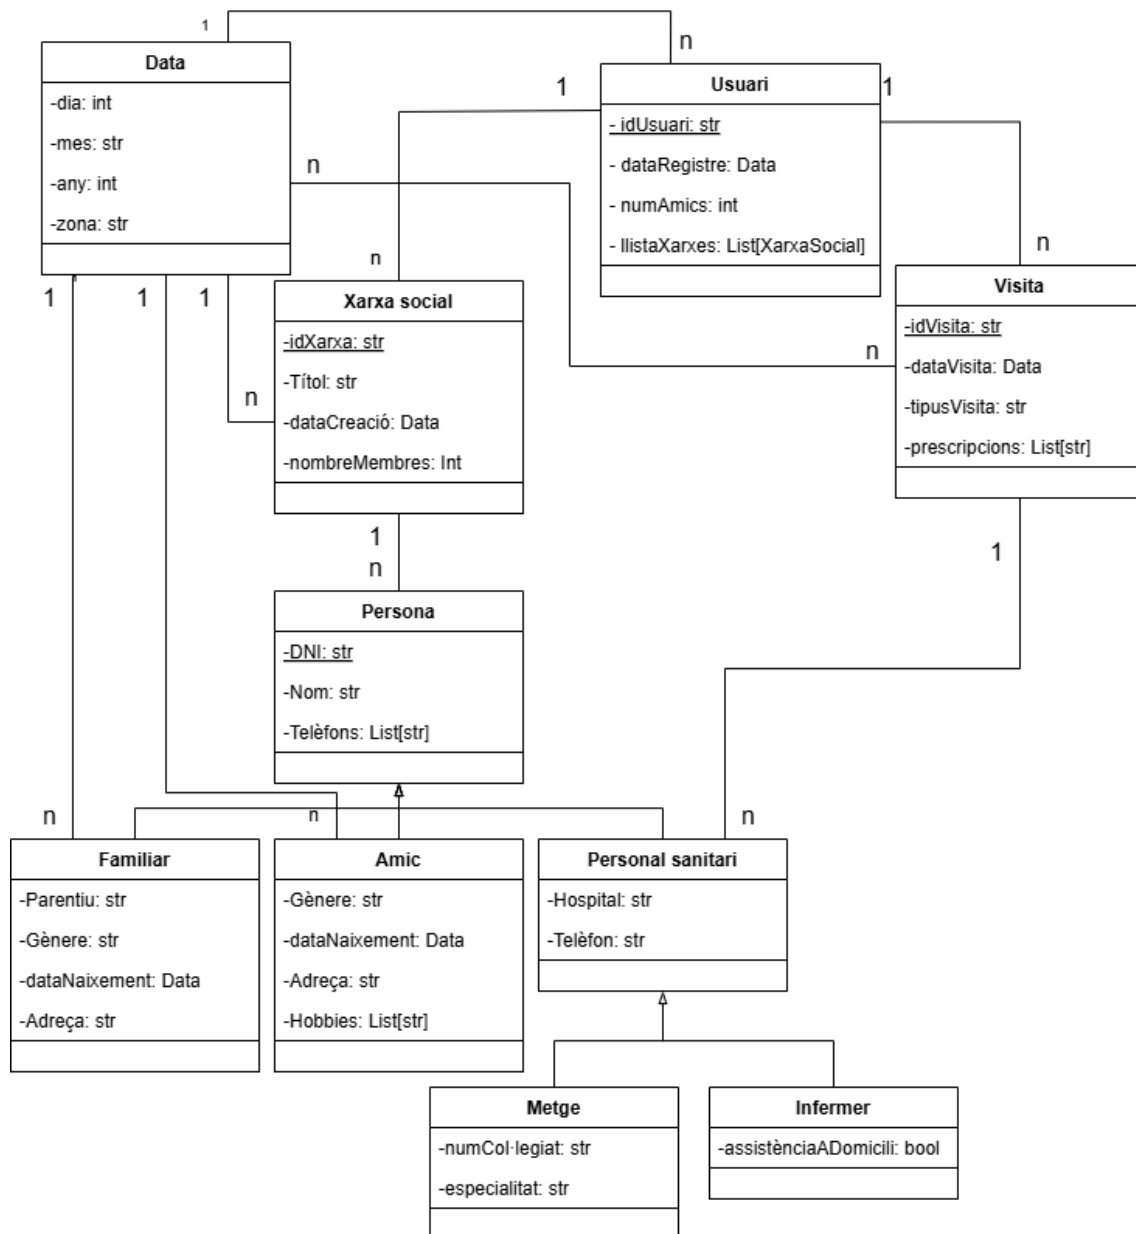 1
n
Data
-dia: int
-mes: str
-any: int
-zona: str
1
Usuari
- idUsuari: str
- dataRegistre: Data
- numAmics: int
- llistaXarxes: List[XarxaSocial]
1
n
n
n
1
1
1
Xarxa social
-idXarxa: str
-Títol: str
-dataCreació: Data
-nombreMembres: Int
n
Visita
-idVisita: str
-dataVisita: Data
-tipusVisita: str
-prescripcions: List[str]
n
1
n
1
Persona
-DNI: str
-Nom: str
-Telèfons: List[str]
n
n
n
Familiar
-Parentiu: str
-Gènere: str
-dataNaixement: Data
-Adreça: str
Amic
-Gènere: str
-dataNaixement: Data
-Adreça: str
-Hobbies: List[str]
Personal sanitari
-Hospital: str
-Telèfon: str
Metge
-numCol·legiat: str
-especialitat: str
Infermer
-assistènciaADomicili: bool